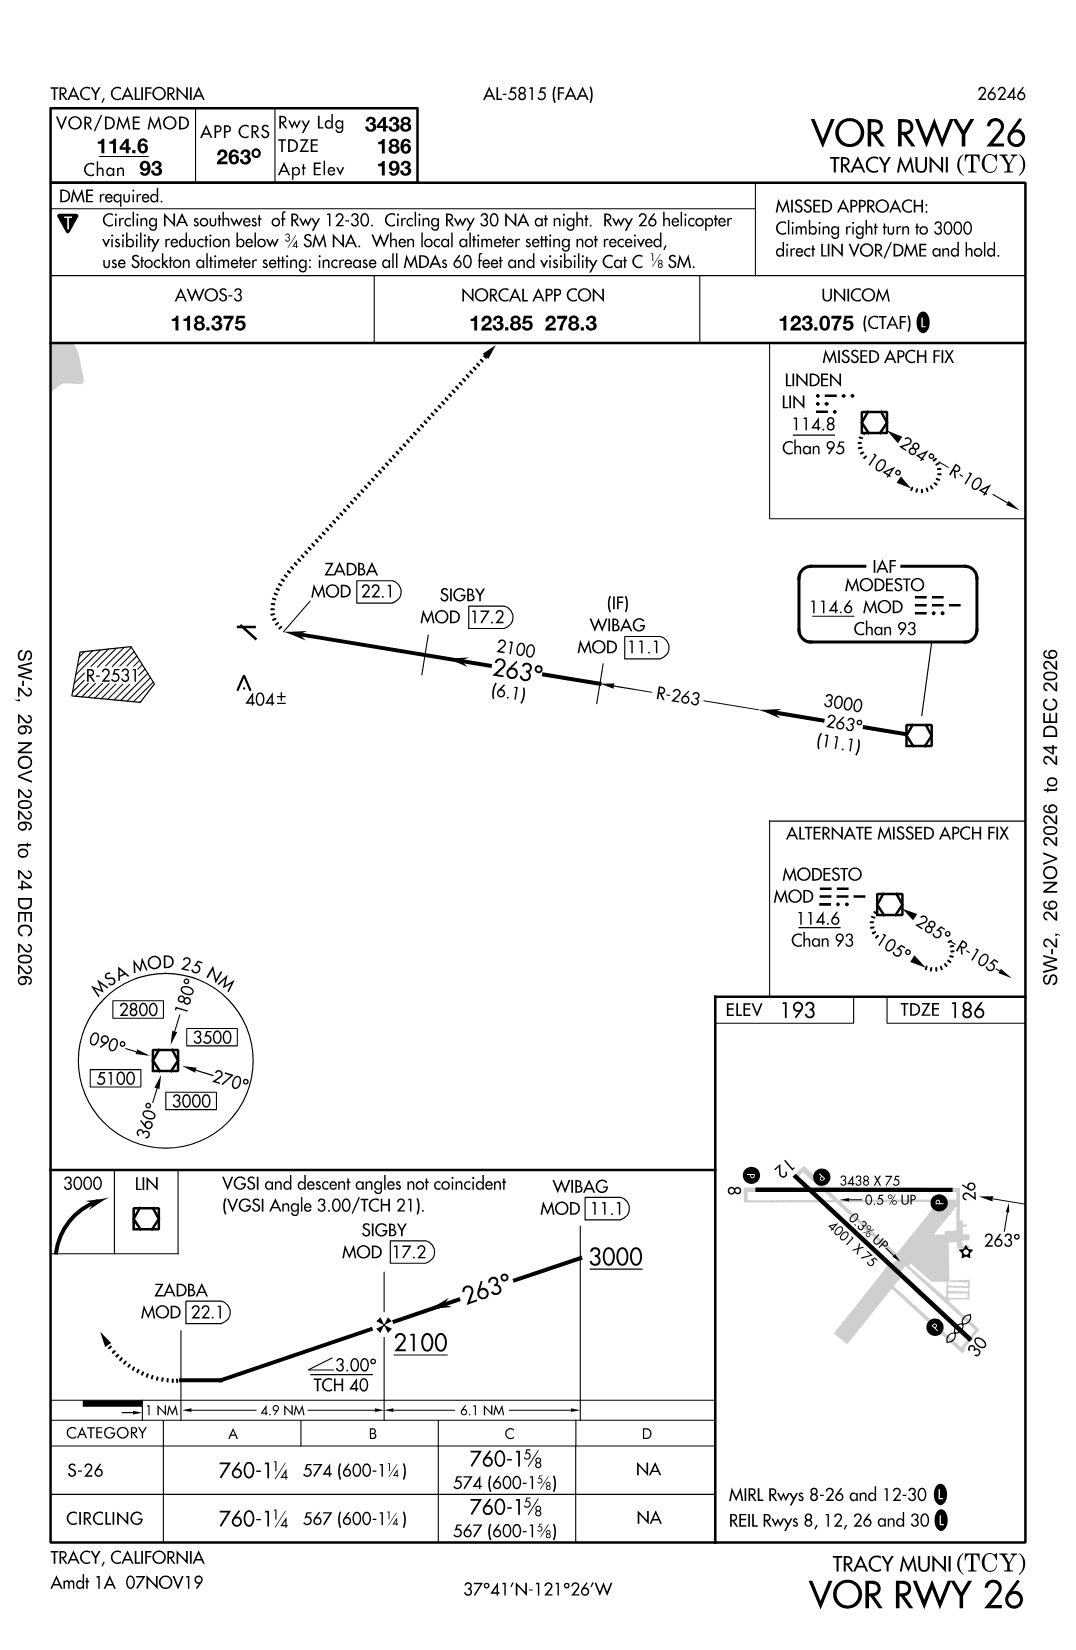 TRACY, CALIFORNIA
AL-5815 (FAA)
26246
VOR/DME MOD
114.6
Chan 93
APP CRS
263°
Rwy Ldg 3438
TDZE 186
Apt Elev 193
VOR RWY 26
TRACY MUNI (TCY)
DME required.
T
Circling NA southwest of Rwy 12-30. Circling Rwy 30 NA at night. Rwy 26 helicopter
visibility reduction below ¾ SM NA. When local altimeter setting not received,
use Stockton altimeter setting: increase all MDAs 60 feet and visibility Cat C ⅛ SM.
MISSED APPROACH:
Climbing right turn to 3000
direct LIN VOR/DME and hold.
AWOS-3
118.375
NORCAL APP CON
123.85 278.3
UNICOM
123.075 (CTAF) L
MISSED APCH FIX
LINDEN
LIN
114.8
Chan 95
284°
104°
R-104
ZADBA
MOD 22.1
SIGBY
MOD 17.2
(IF)
WIBAG
MOD 11.1
IAF
MODESTO
114.6 MOD
Chan 93
2100
263°
(6.1)
R-263
3000
263°
(11.1)
R-2531
404±
SW-2, 26 NOV 2026 to 24 DEC 2026
SW-2, 26 NOV 2026 to 24 DEC 2026
ALTERNATE MISSED APCH FIX
MODESTO
MOD
114.6
Chan 93
285°
105°
R-105
MSA MOD 25 NM
180°
2800
3500
090°
270°
5100
3000
360°
ELEV 193
TDZE 186
P
12
P
8
3438 X 75
0.5 % UP
P
26
263°
0.3% UP
4001 X 75
P
30
MIRL Rwys 8-26 and 12-30 L
REIL Rwys 8, 12, 26 and 30 L
3000
LIN
VGSI and descent angles not coincident
(VGSI Angle 3.00/TCH 21).
WIBAG
MOD 11.1
SIGBY
MOD 17.2
ZADBA
MOD 22.1
263°
3000
2100
3.00°
TCH 40
1 NM
4.9 NM
6.1 NM
CATEGORY A B C D
S-26 760-1¼ 574 (600-1¼) 760-1⅝ NA
574 (600-1⅝)
CIRCLING 760-1¼ 567 (600-1¼) 760-1⅝ NA
567 (600-1⅝)
TRACY, CALIFORNIA
Amdt 1A 07NOV19
37°41'N-121°26'W
TRACY MUNI (TCY)
VOR RWY 26